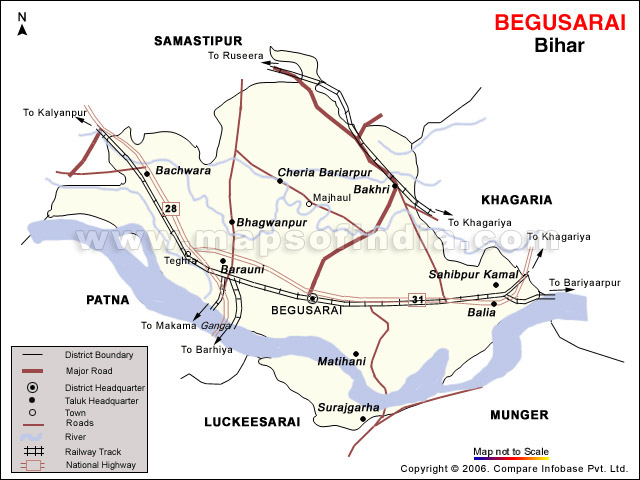 N
BEGUSARAI
Bihar
SAMASTIPUR
To Ruseera
To Kalyanpur
Bachwara
Cheria Bariarpur
Bakhri
Majhaul
KHAGARIA
28
Bhagwanpur
To Khagariya
To Khagariya
www.mapsofindia.com
Teghra
Barauni
Sahibpur Kamal
To Bariyaarpur
PATNA
BEGUSARAI
31
Balia
To Makama
Ganga
To Barhiya
Matihani
Surajgarha
LUCKEESARAI
MUNGER
District Boundary
Major Road
District Headquarter
Taluk Headquarter
Town
Roads
River
Railway Track
National Highway
Map not to Scale
Copyright © 2006. Compare Infobase Pvt. Ltd.